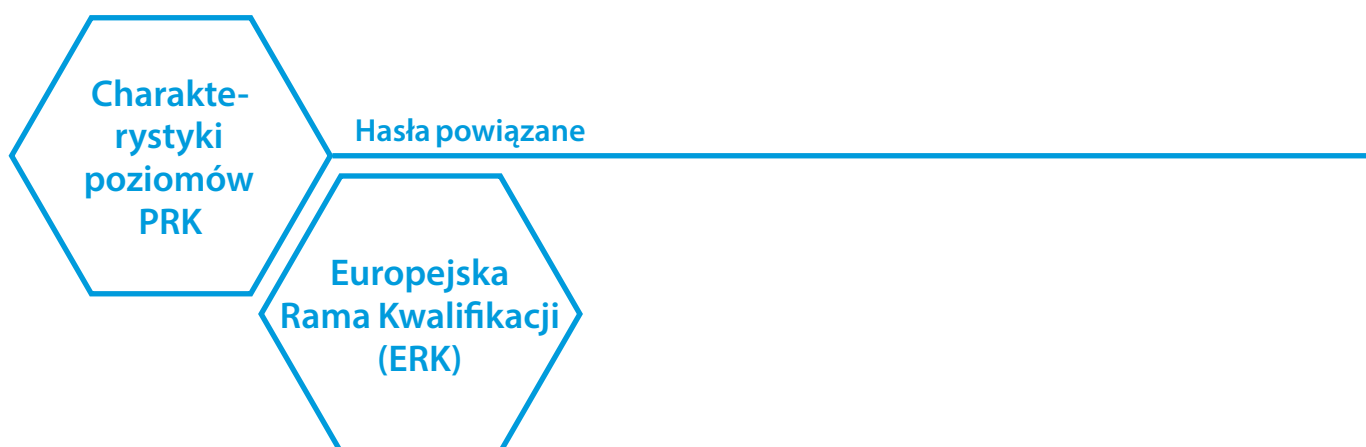 Charakte-
rystyki
poziomów
PRK
Hasła powiązane
Europejska
Rama Kwalifikacji
(ERK)